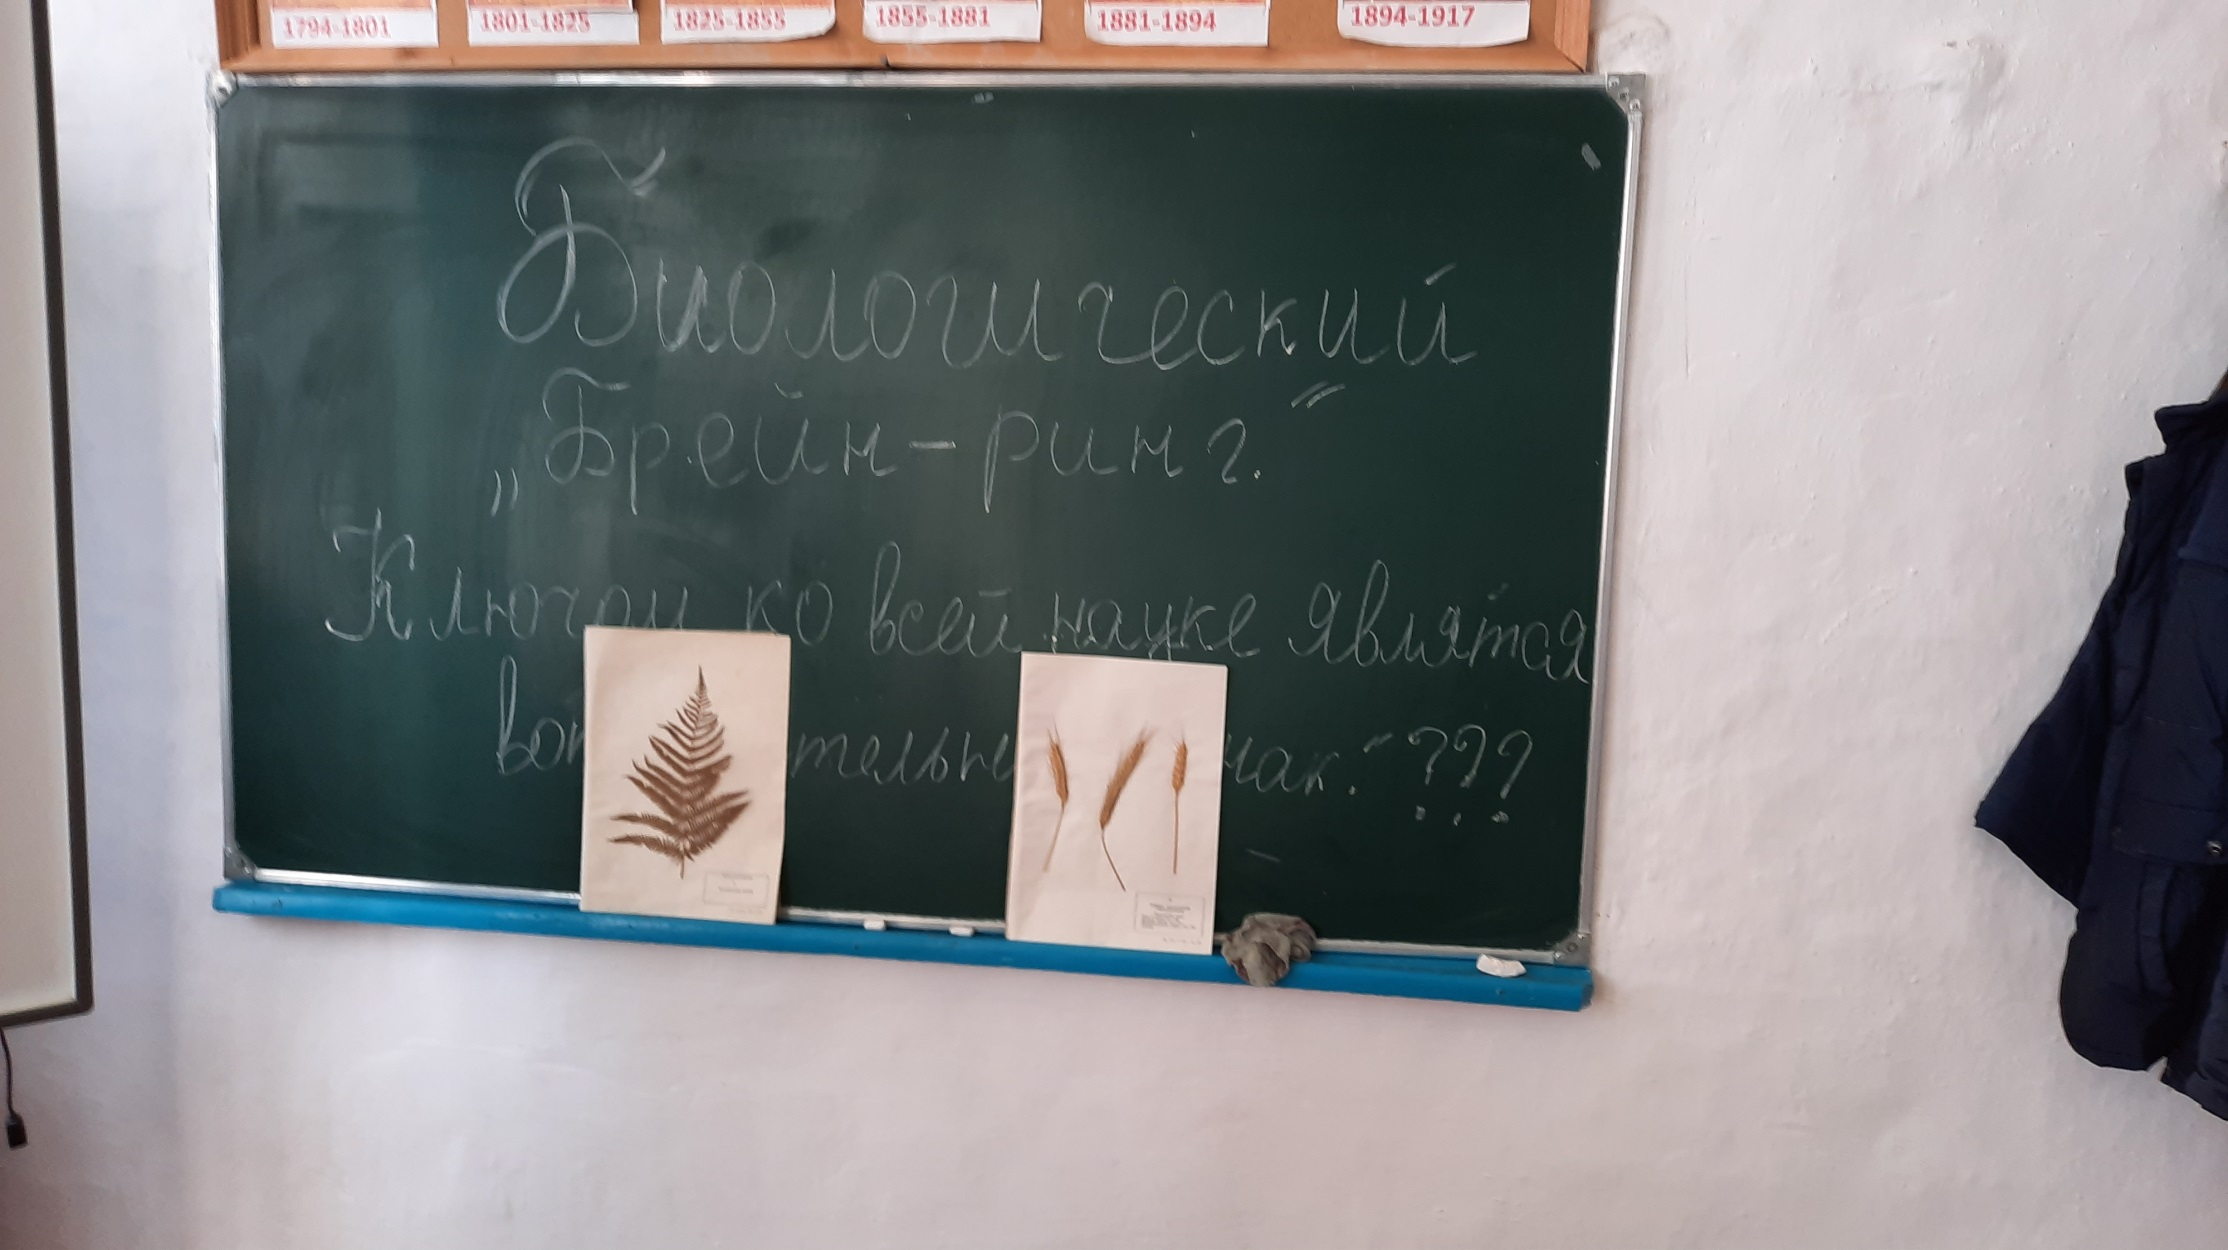 1794-1801 1801-1825 1825-1855 1855-1881 1881-1894 1894-1917
Биологический
„Брейн-ринг."
Ключом ко всей науке являтся
???